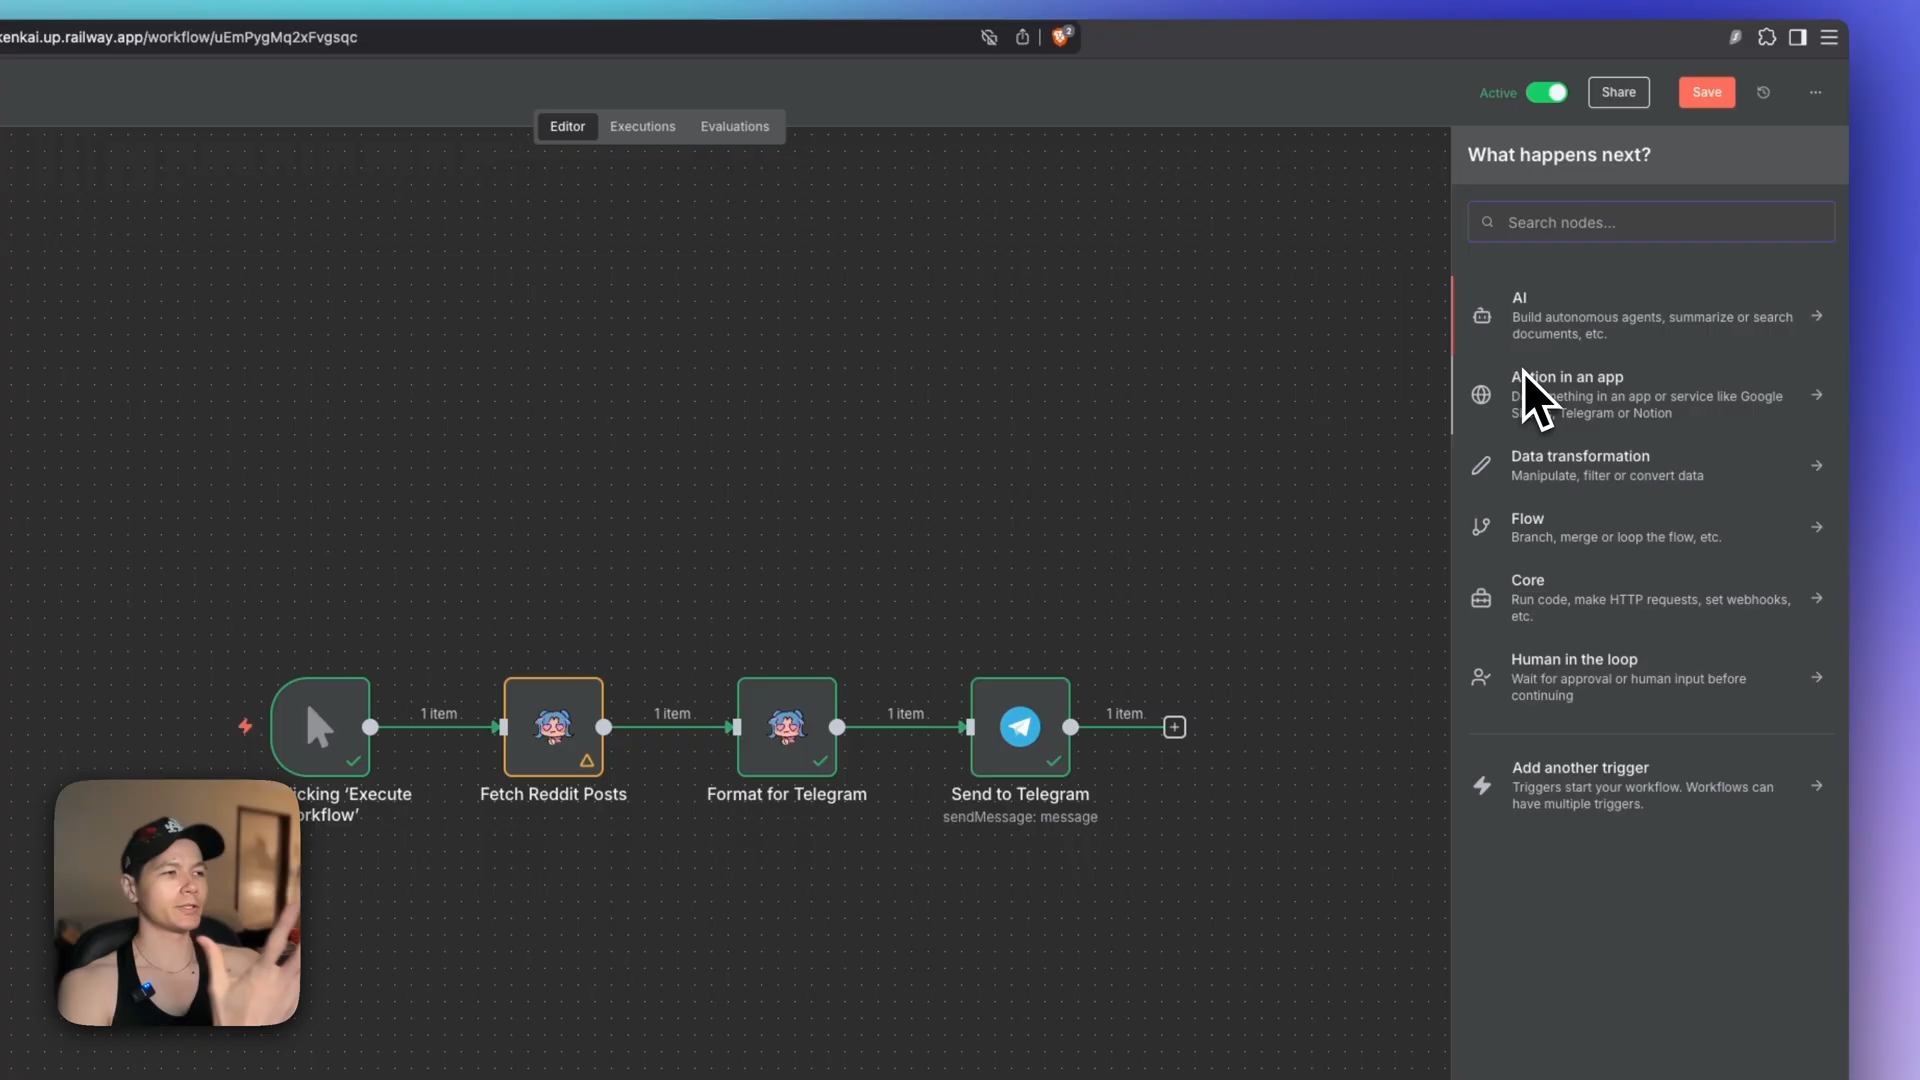 kenkai.up.railway.app/workflow/uEmPygMq2xFvgsqc
2
Active
Share
Save
Editor
Executions
Evaluations
What happens next?
Search nodes...
AI
Build autonomous agents, summarize or search
documents, etc.
Action in an app
something in an app or service like Google
Telegram or Notion
Data transformation
Manipulate, filter or convert data
Flow
Branch, merge or loop the flow, etc.
Core
Run code, make HTTP requests, set webhooks,
etc.
Human in the loop
Wait for approval or human input before
continuing
Add another trigger
Triggers start your workflow. Workflows can
have multiple triggers.
1 item
1 item
1 item
1 item
icking ‘Execute
orkflow’
Fetch Reddit Posts
Format for Telegram
Send to Telegram
sendMessage: message